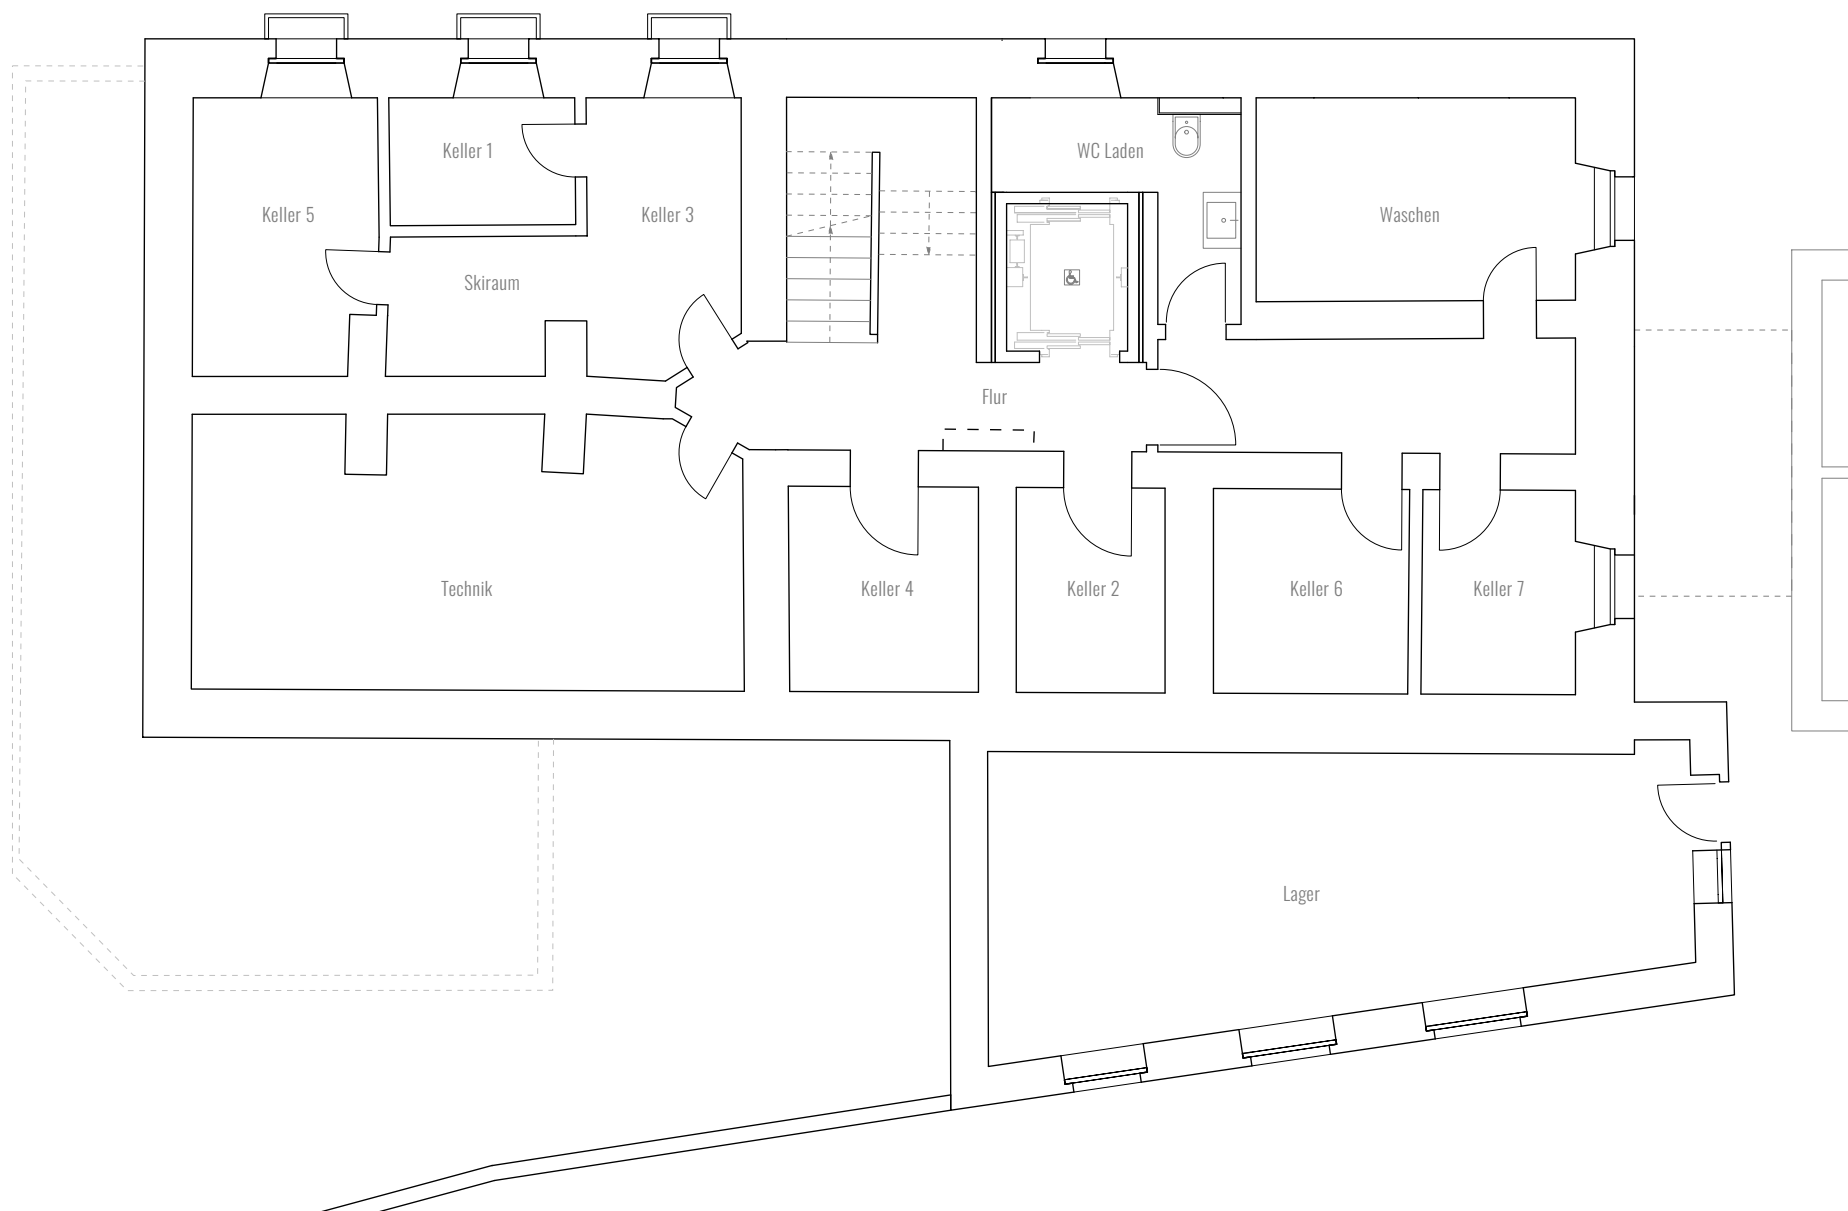 Keller 1
WC Laden
Keller 5
Keller 3
Waschen
Skiraum
Flur
Technik
Keller 4
Keller 2
Keller 6
Keller 7
Lager